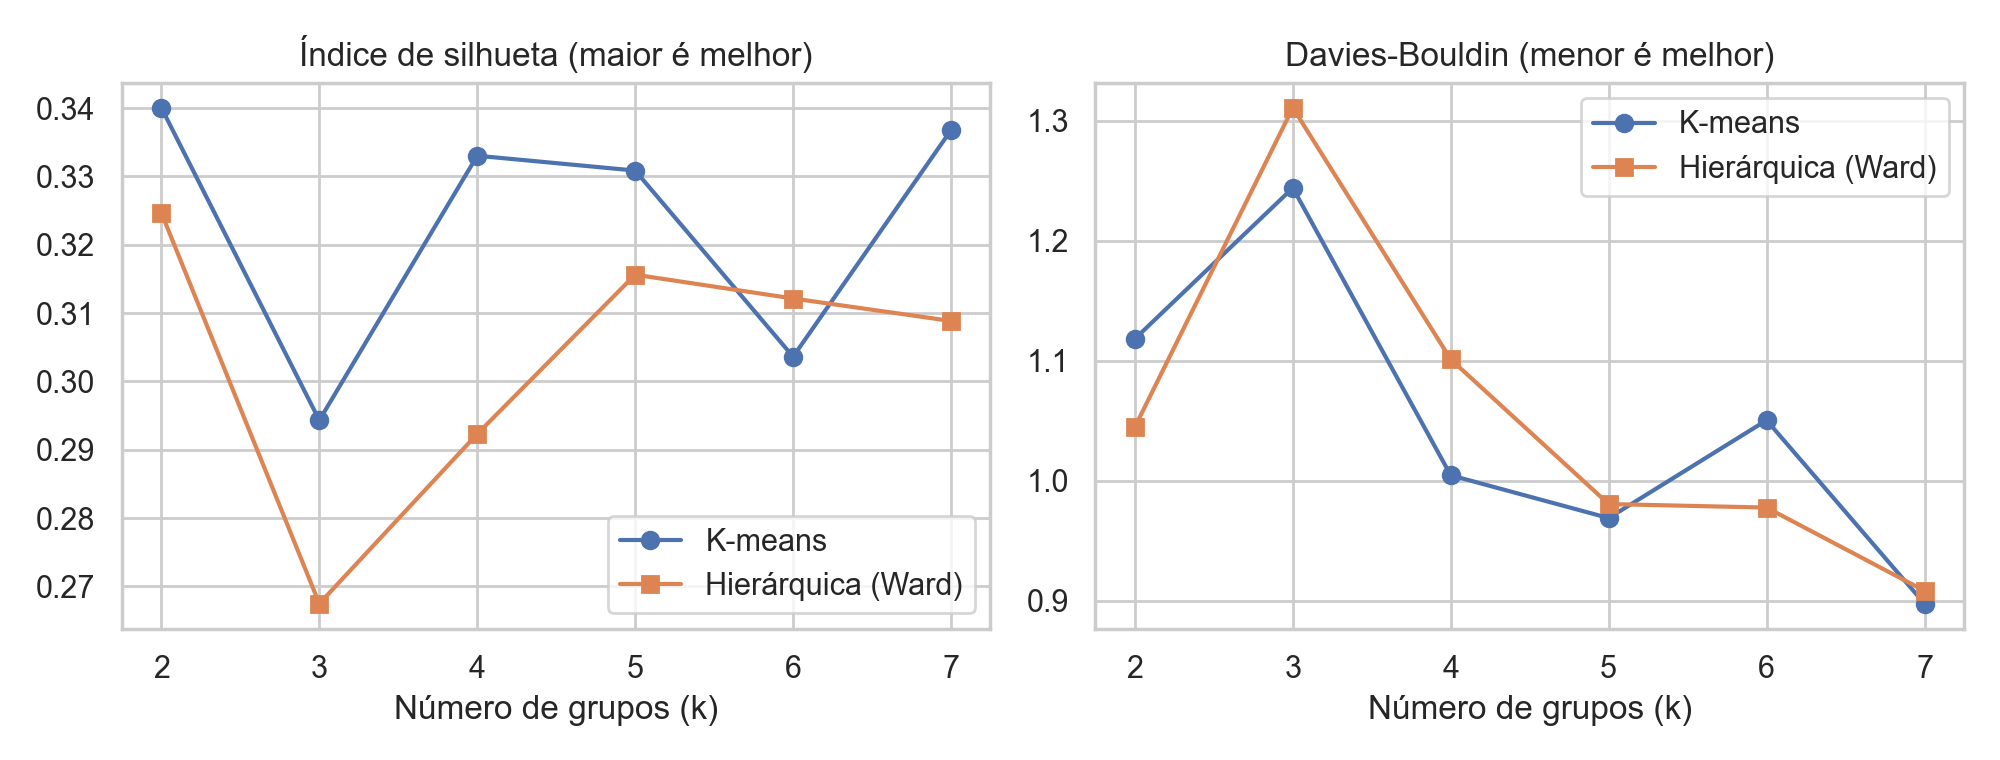 Índice de silhueta (maior é melhor)
0.34
0.33
0.32
0.31
0.30
0.29
0.28
0.27
K-means
Hierárquica (Ward)
2 3 4 5 6 7
Número de grupos (k)
Davies-Bouldin (menor é melhor)
1.3
1.2
1.1
1.0
0.9
K-means
Hierárquica (Ward)
2 3 4 5 6 7
Número de grupos (k)